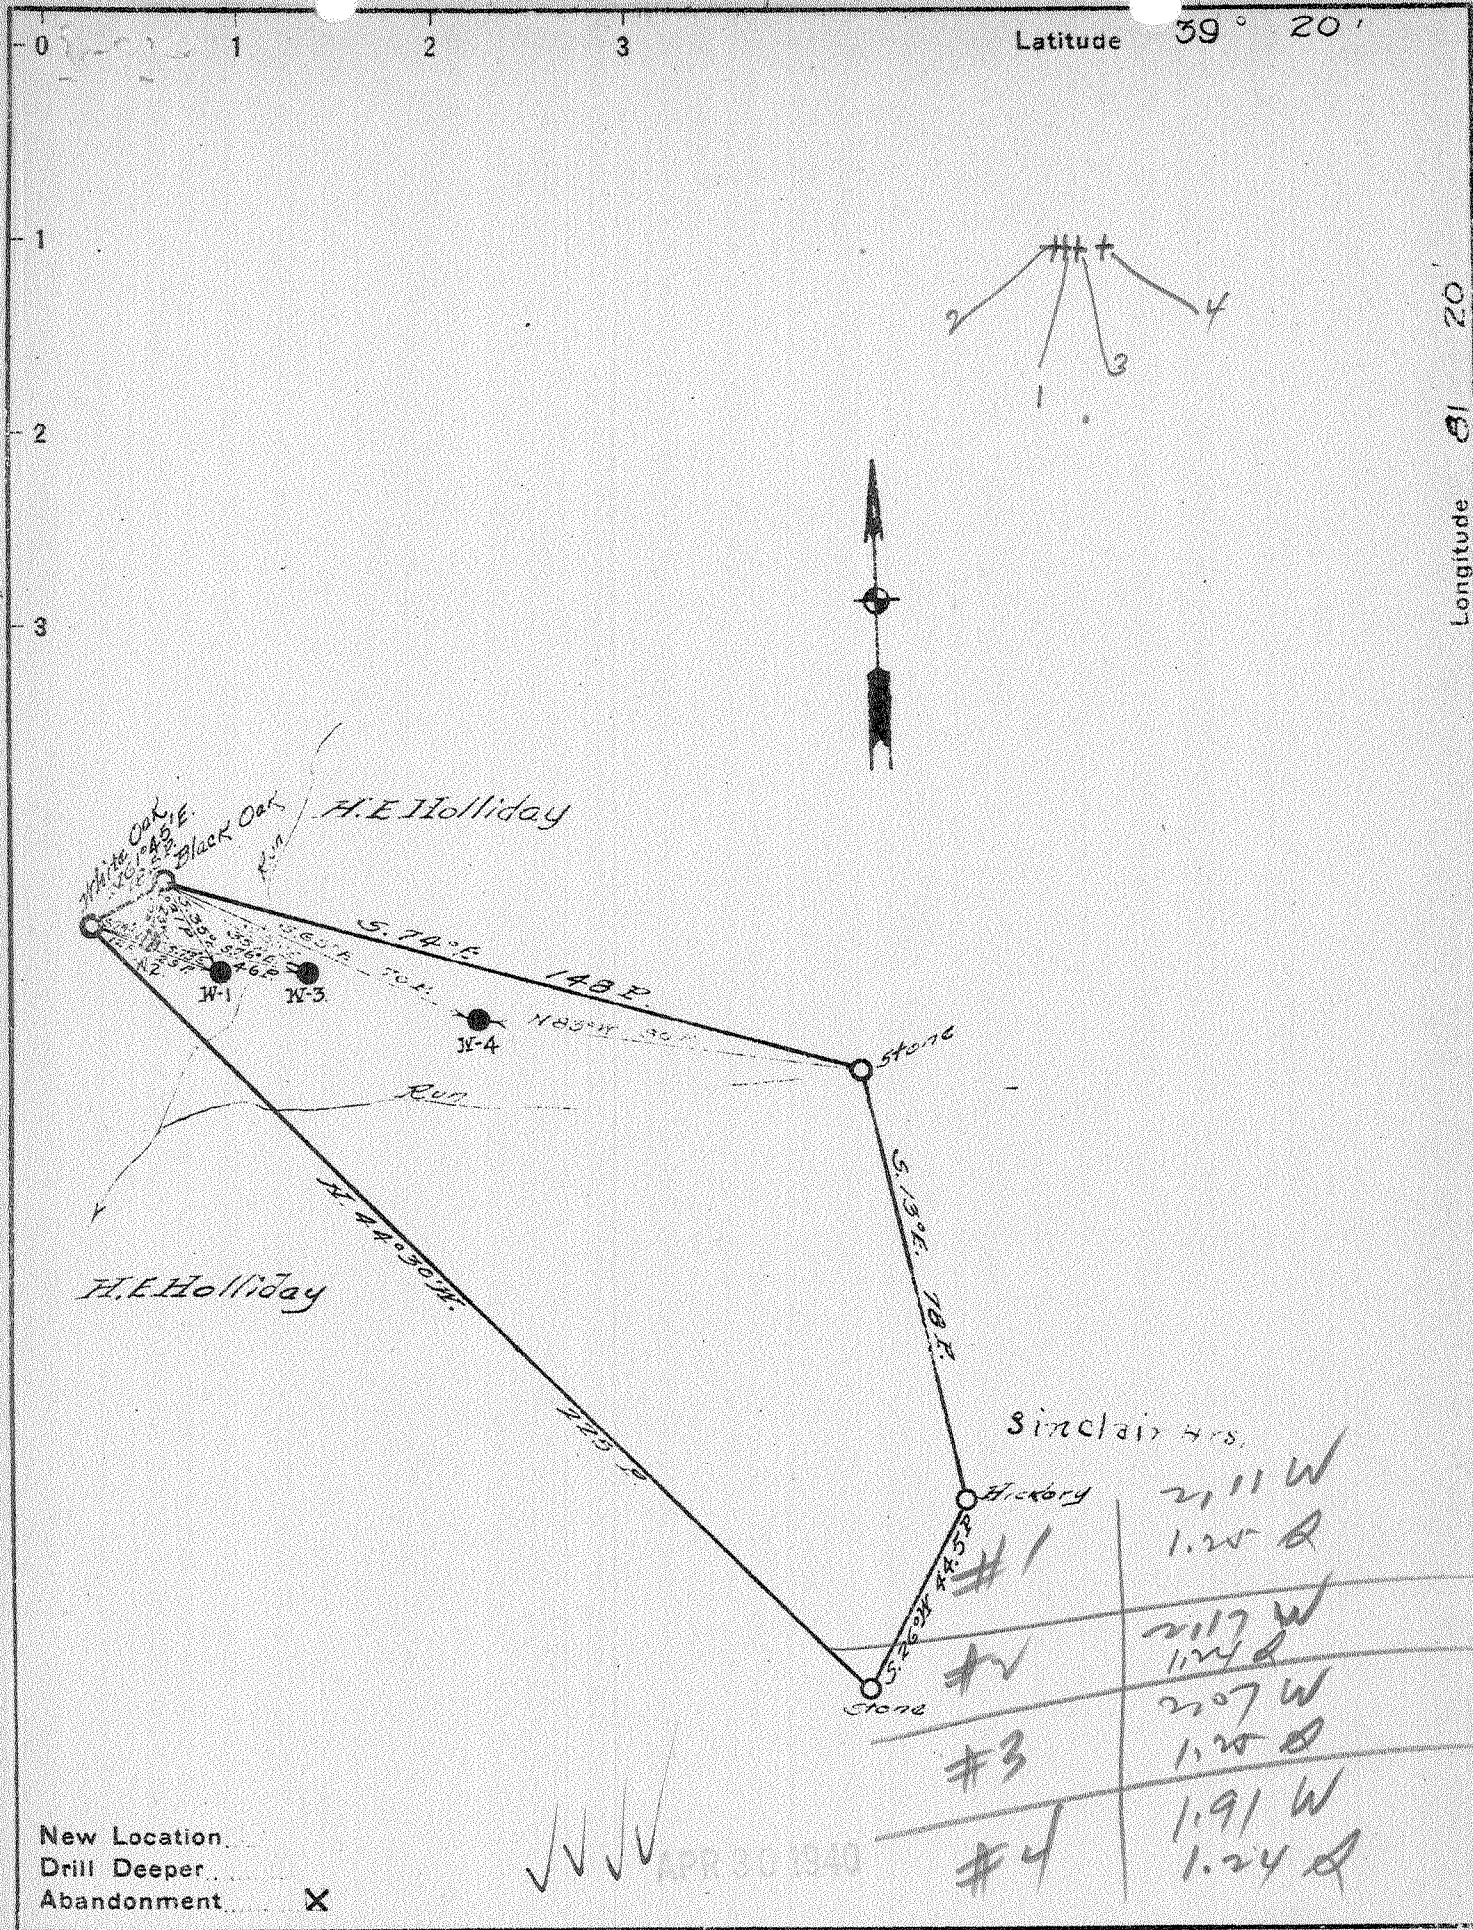 0 1 2 3 Latitude 39° 20'
1
2 1 3 4
2
Longitude 81 20
3
H.E Holliday
White Oak
Black Oak
Run
S. 74° E. 148 P.
S 76° E
46 P.
70 P.
W-1
W-3
W-4
N 83° W
Stone
Run
S. 13° E. 78 P.
N. 44° 30' W.
H.E Holliday
225 P.
Sinclair Hrs.
Hickory
S. 26° W 44.5 P
Stone
#1 2.11 W
1.25 S
#2 2.17 W
1.24 S
#3 2.07 W
1.25 S
#4 1.91 W
1.24 S
New Location
Drill Deeper
Abandonment X